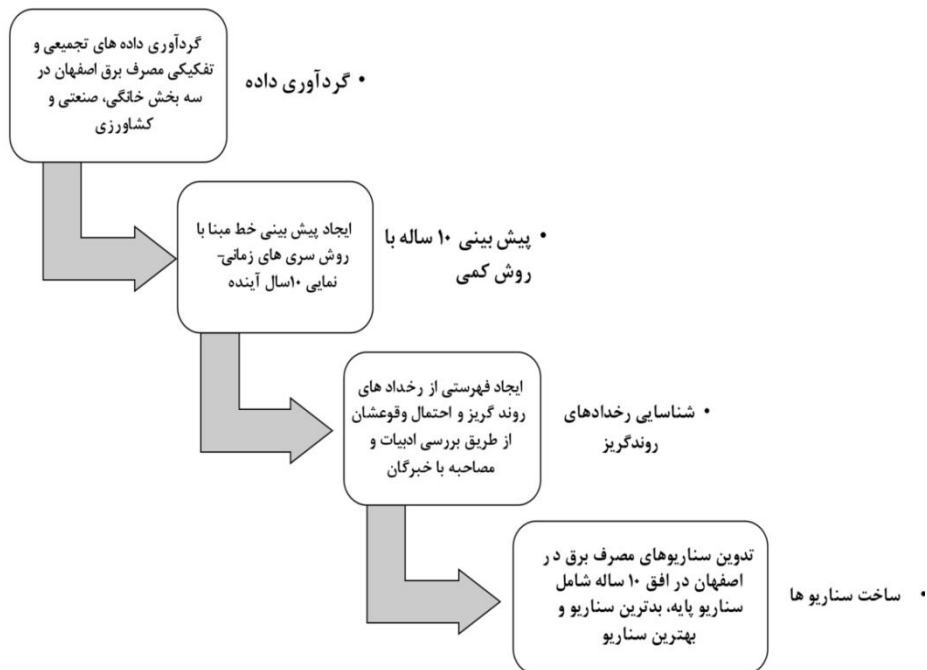 گردآوری داده های تجمیعی و
تفکیکی مصرف برق اصفهان در
سه بخش خانگی، صنعتی و
کشاورزی
• گردآوری داده
ایجاد پیش بینی خط مبنا با
روش سری های زمانی-
نمایی ۱۰سال آینده
• پیش بینی ۱۰ ساله با
روش کمی
ایجاد فهرستی از رخداد های
روند گریز و احتمال وقوعشان
از طریق بررسی ادبیات و
مصاحبه با خبرگان
• شناسایی رخدادهای
روندگریز
تدوین سناریوهای مصرف برق در
اصفهان در افق ۱۰ ساله شامل
سناریو پایه، بدترین سناریو و
بهترین سناریو
• ساخت سناریو ها